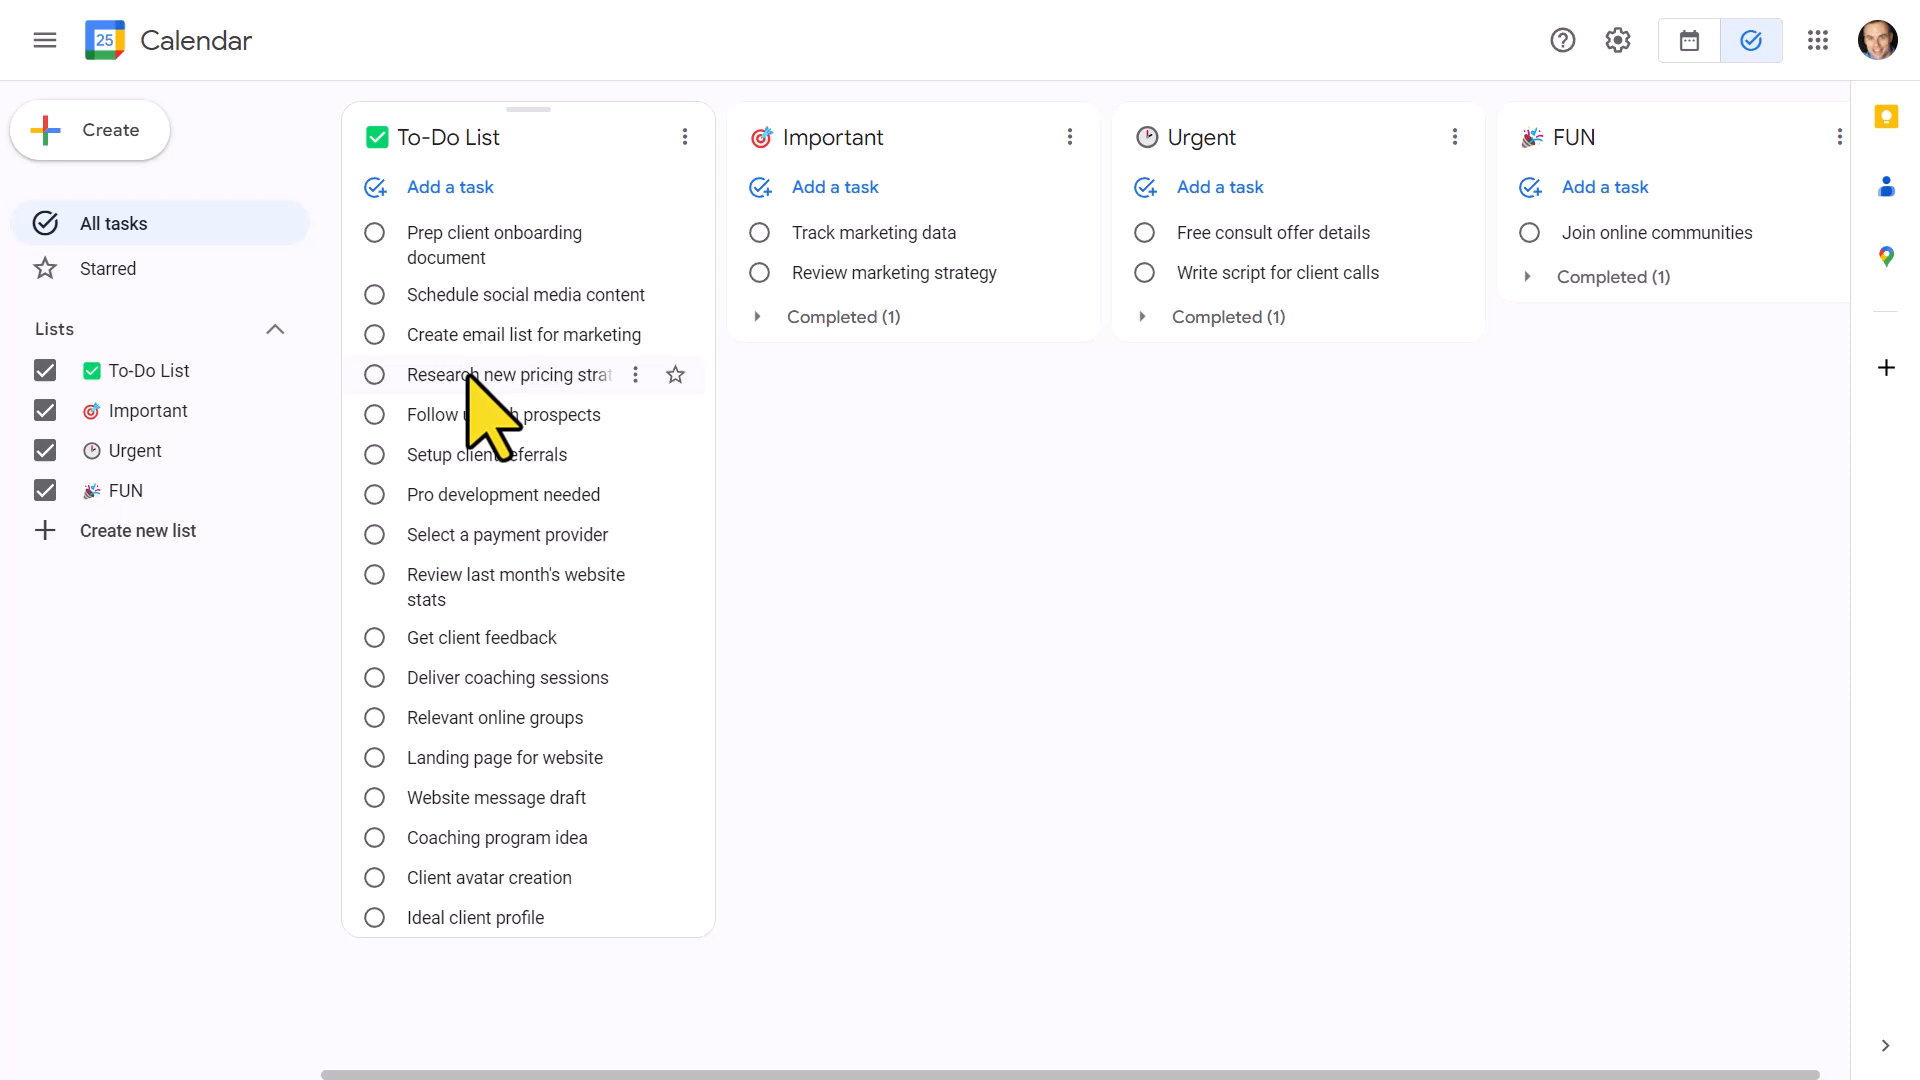 25 Calendar
Create
All tasks
Starred
Lists
To-Do List
Important
Urgent
FUN
Create new list
To-Do List
Add a task
Prep client onboarding
document
Schedule social media content
Create email list for marketing
Research new pricing strat
Follow prospects
Setup client
Pro development needed
Select a payment provider
Review last month's website
stats
Get client feedback
Deliver coaching sessions
Relevant online groups
Landing page for website
Website message draft
Coaching program idea
Client avatar creation
Ideal client profile
Important
Add a task
Track marketing data
Review marketing strategy
Completed (1)
Urgent
Add a task
Free consult offer details
Write script for client calls
Completed (1)
FUN
Add a task
Join online communities
Completed (1)